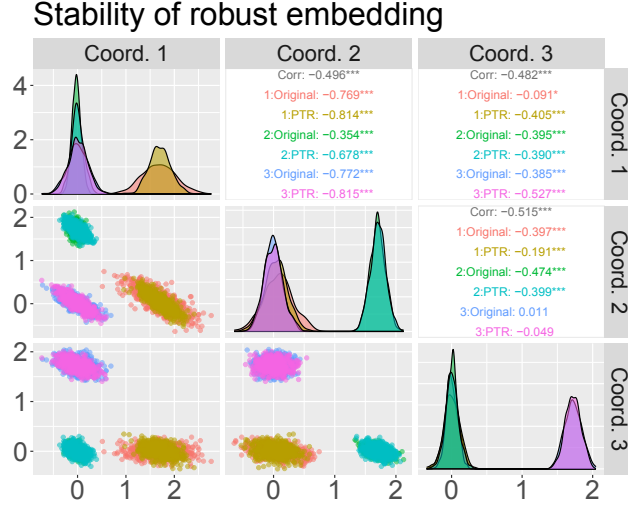 Stability of robust embedding
Coord. 1
Coord. 2
Coord. 3
Corr: −0.496***
1:Original: −0.769***
1:PTR: −0.814***
2:Original: −0.354***
2:PTR: −0.678***
3:Original: −0.772***
3:PTR: −0.815***
Corr: −0.482***
1:Original: −0.091*
1:PTR: −0.405***
2:Original: −0.395***
2:PTR: −0.390***
3:Original: −0.385***
3:PTR: −0.527***
Coord. 1
4
2
0
Corr: −0.515***
1:Original: −0.397***
1:PTR: −0.191***
2:Original: −0.474***
2:PTR: −0.399***
3:Original: 0.011
3:PTR: −0.049
Coord. 2
2
1
0
Coord. 3
2
1
0
0 1 2
0 1 2
0 1 2